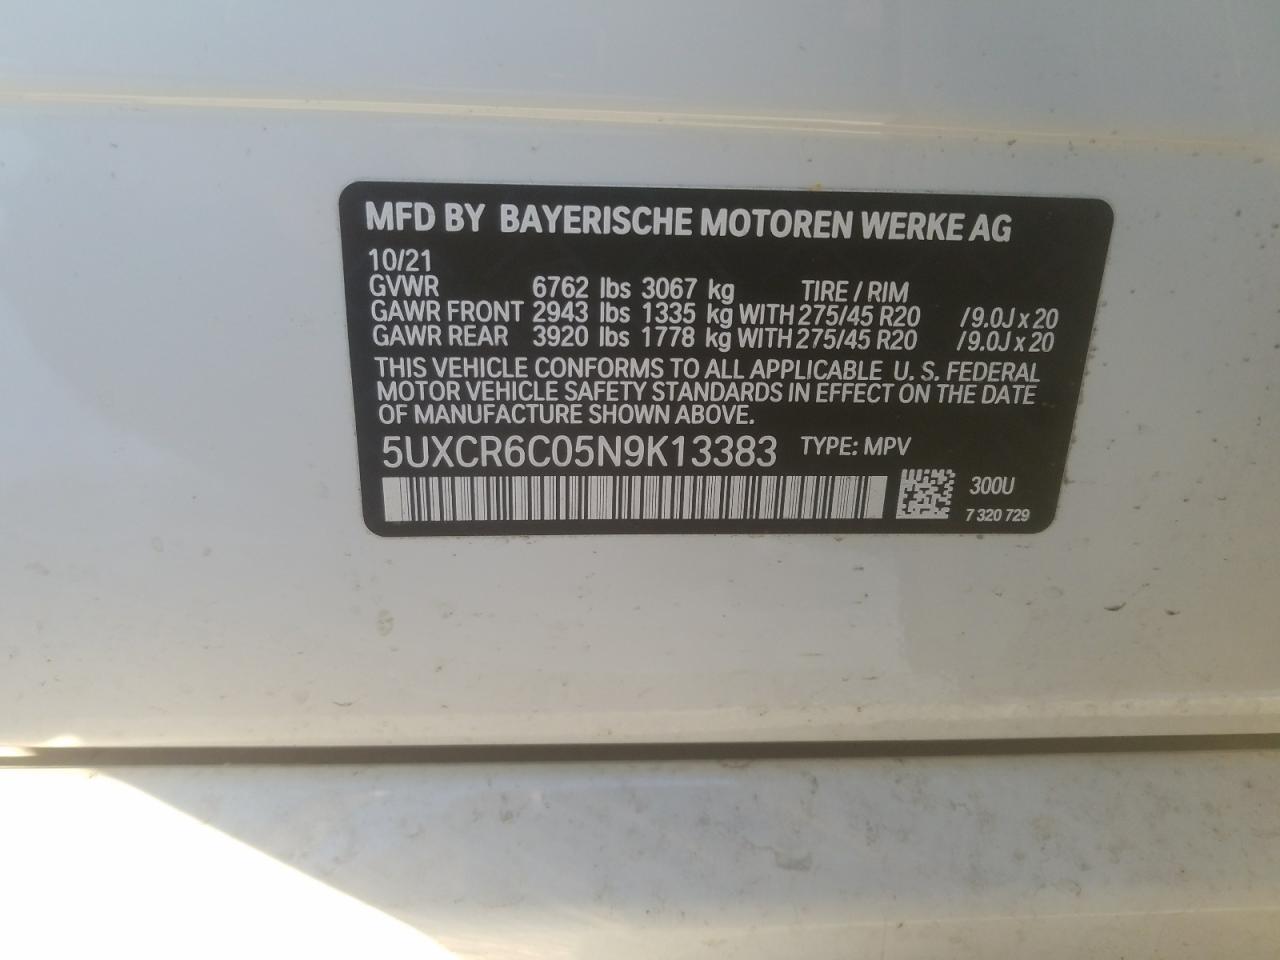 MFD BY BAYERISCHE MOTOREN WERKE AG
10/21
GVWR 6762 lbs 3067 kg TIRE / RIM
GAWR FRONT 2943 lbs 1335 kg WITH 275/45 R20 /9.0J x 20
GAWR REAR 3920 lbs 1778 kg WITH 275/45 R20 /9.0J x 20
THIS VEHICLE CONFORMS TO ALL APPLICABLE U. S. FEDERAL
MOTOR VEHICLE SAFETY STANDARDS IN EFFECT ON THE DATE
OF MANUFACTURE SHOWN ABOVE.
5UXCR6C05N9K13383 TYPE: MPV
300U
7 320 729